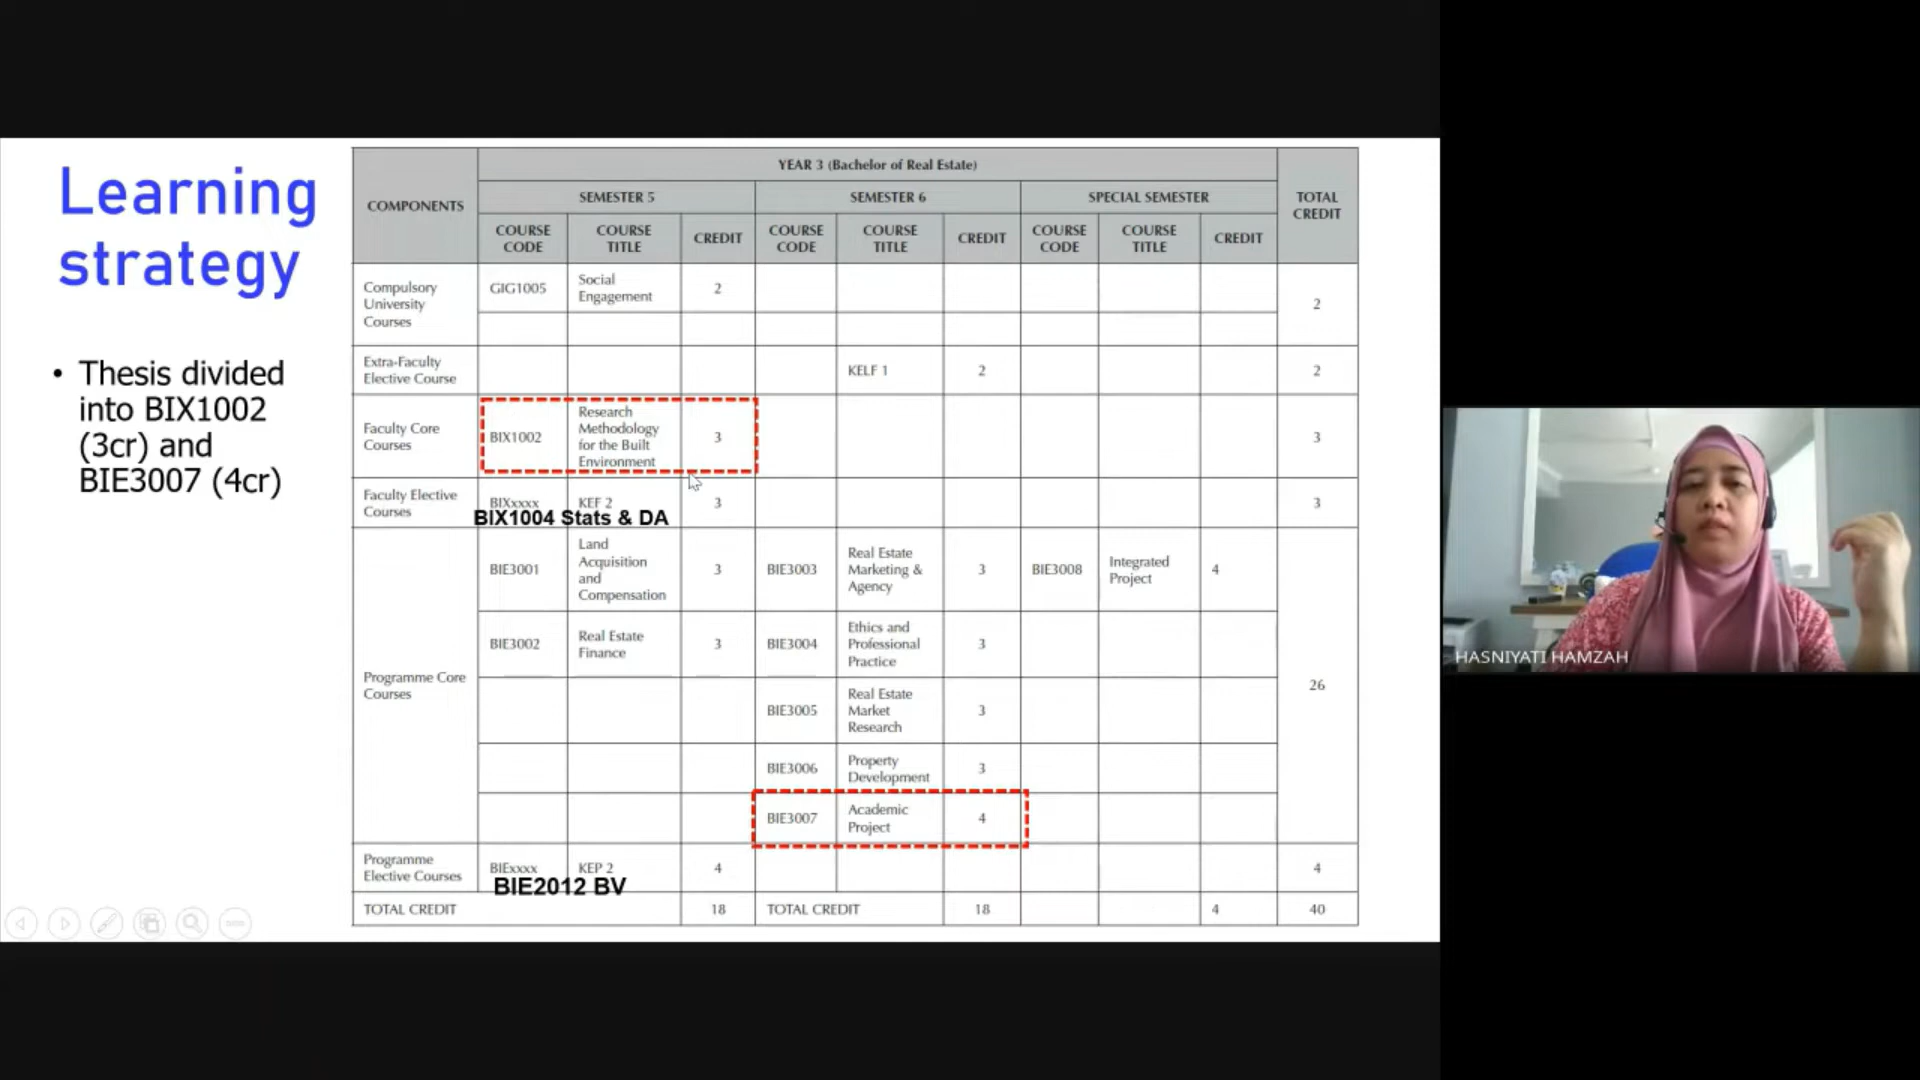 Learning
strategy
• Thesis divided
into BIX1002
(3cr) and
BIE3007 (4cr)
COMPONENTS
YEAR 3 (Bachelor of Real Estate)
TOTAL
CREDIT
SEMESTER 5
SEMESTER 6
SPECIAL SEMESTER
COURSE
CODE
COURSE
TITLE
CREDIT
COURSE
CODE
COURSE
TITLE
CREDIT
COURSE
CODE
COURSE
TITLE
CREDIT
Compulsory
University
Courses
GIG1005
Social
Engagement
2
2
Extra-Faculty
Elective Course
KELF 1
2
2
Faculty Core
Courses
BIX1002
Research
Methodology
for the Built
Environment
3
3
Faculty Elective
Courses
BIXxxxx
KEF 2
3
3
BIX1004 Stats & DA
Programme Core
Courses
BIE3001
Land
Acquisition
and
Compensation
3
BIE3003
Real Estate
Marketing &
Agency
3
BIE3008
Integrated
Project
4
26
BIE3002
Real Estate
Finance
3
BIE3004
Ethics and
Professional
Practice
3
BIE3005
Real Estate
Market
Research
3
BIE3006
Property
Development
3
BIE3007
Academic
Project
4
Programme
Elective Courses
BIExxxx
KEP 2
4
4
BIE2012 BV
TOTAL CREDIT
18
TOTAL CREDIT
18
4
40
HASNIYATI HAMZAH